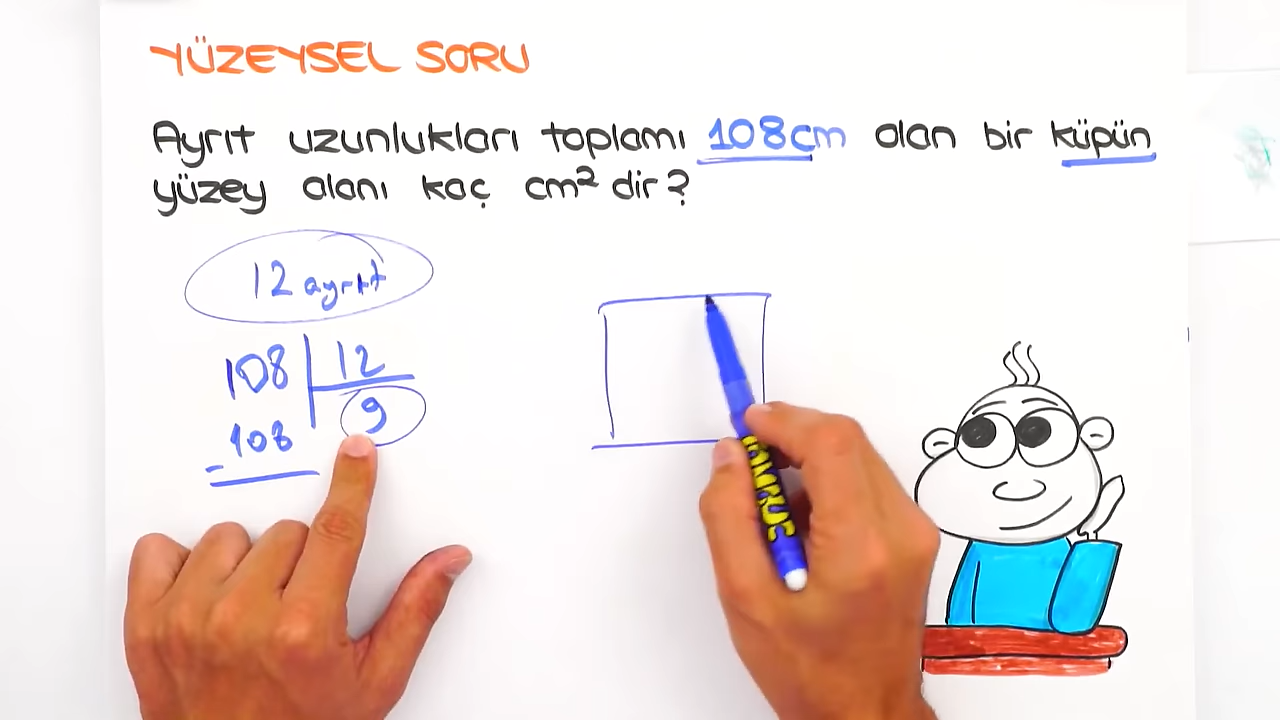 YÜZEYSEL SORU
Ayrıt uzunlukları toplamı 108cm olan bir küpün
yüzey alanı kaç cm² dir?
12 ayrıt
108 12
108 9
-